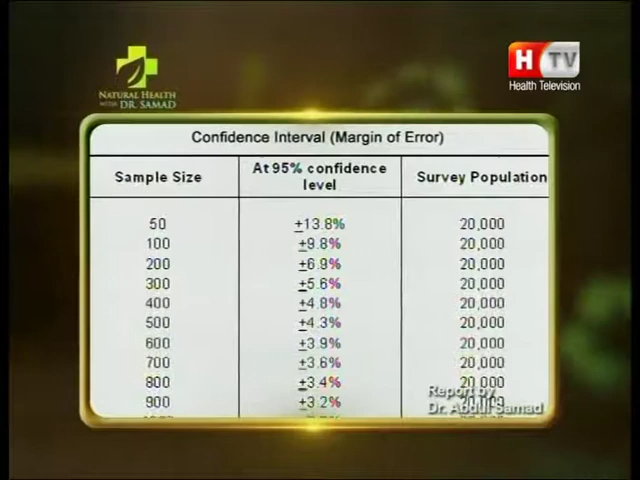 NATURAL HEALTH
WITH DR. SAMAD
H TV
Health Television
Confidence Interval (Margin of Error)
Sample Size
At 95% confidence
level
Survey Population
50 ±13.8% 20,000
100 ±9.8% 20,000
200 ±6.9% 20,000
300 ±5.6% 20,000
400 ±4.8% 20,000
500 ±4.3% 20,000
600 ±3.9% 20,000
700 ±3.6% 20,000
800 ±3.4% 20,000
900 ±3.2% 20,000
Report by
Dr. Abdul Samad